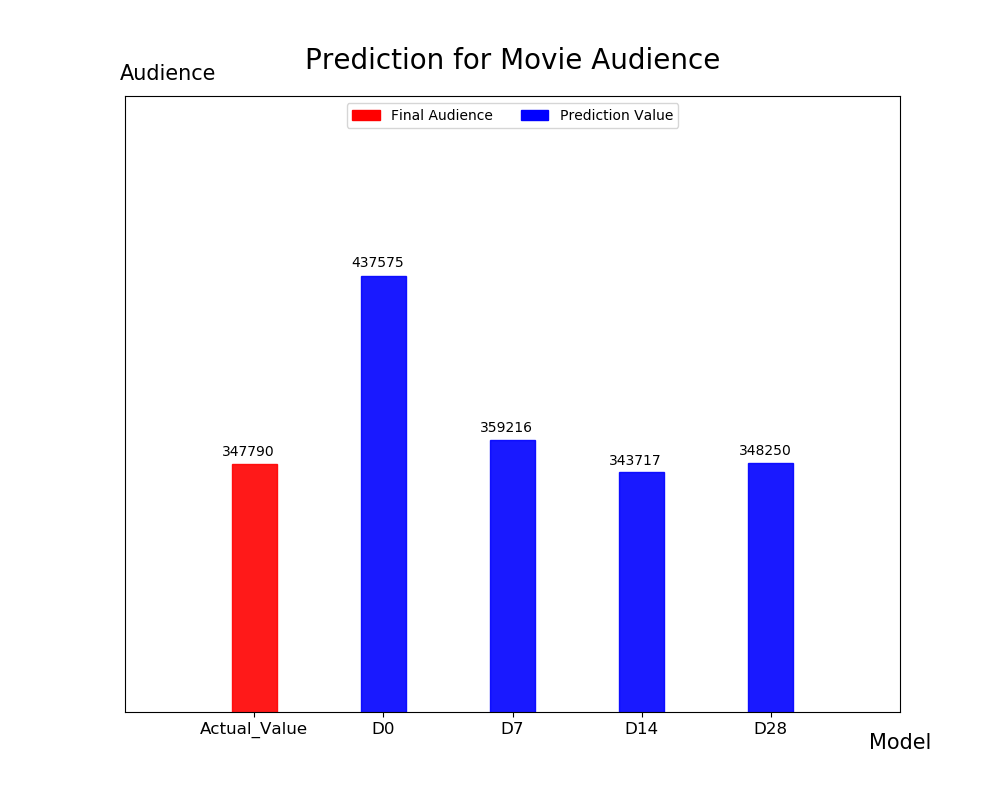 Prediction for Movie Audience
Audience
Final Audience
Prediction Value
437575
359216
347790
343717
348250
Actual_Value
D0
D7
D14
D28
Model